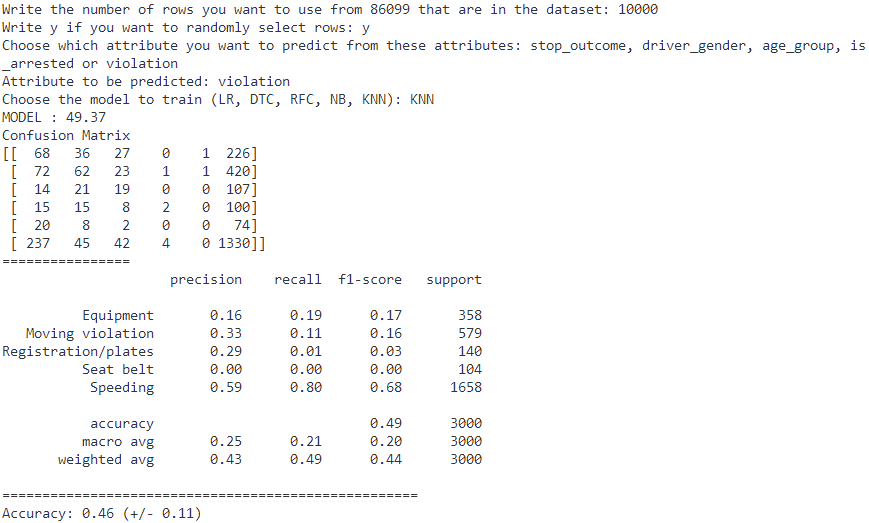 Write the number of rows you want to use from 86099 that are in the dataset: 10000
Write y if you want to randomly select rows: y
Choose which attribute you want to predict from these attributes: stop_outcome, driver_gender, age_group, is
_arrested or violation
Attribute to be predicted: violation
Choose the model to train (LR, DTC, RFC, NB, KNN): KNN
MODEL : 49.37
Confusion Matrix
[[  68   36   27    0    1  226]
 [  72   62   23    1    1  420]
 [  14   21   19    0    0  107]
 [  15   15    8    2    0  100]
 [  20    8    2    0    0   74]
 [ 237   45   42    4    0 1330]]
================
                     precision    recall  f1-score   support

          Equipment       0.16      0.19      0.17       358
   Moving violation       0.33      0.11      0.16       579
Registration/plates       0.29      0.01      0.03       140
          Seat belt       0.00      0.00      0.00       104
           Speeding       0.59      0.80      0.68      1658

           accuracy                           0.49      3000
          macro avg       0.25      0.21      0.20      3000
       weighted avg       0.43      0.49      0.44      3000

====================================================
Accuracy: 0.46 (+/- 0.11)